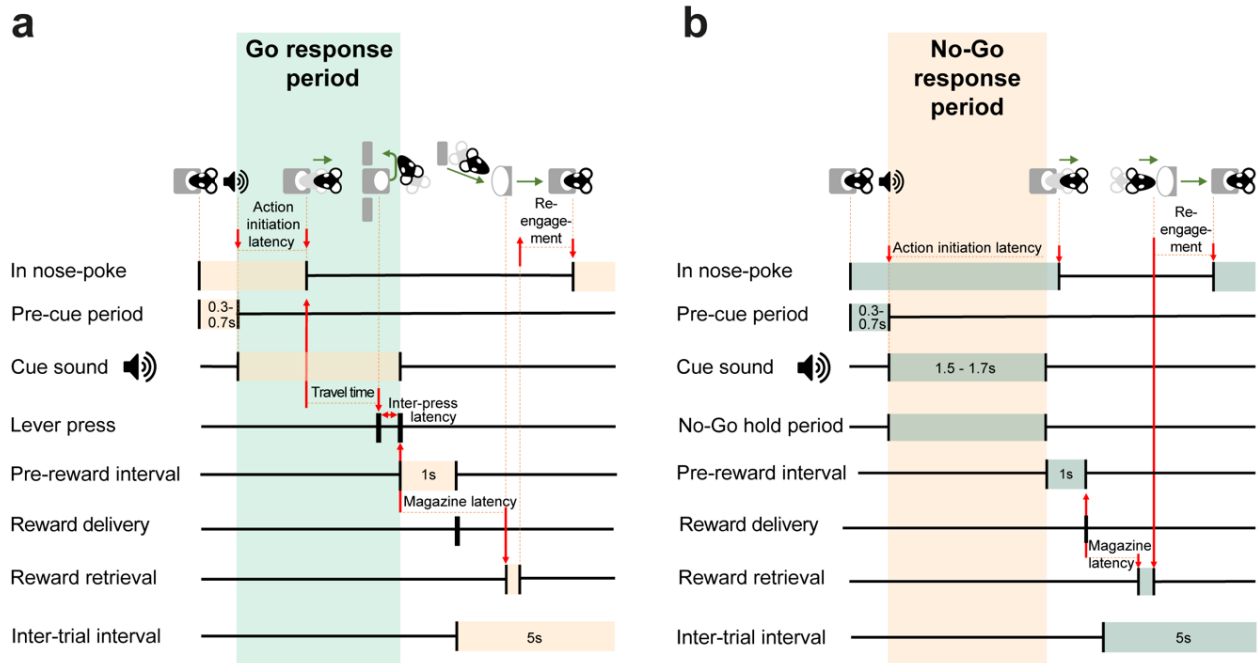 a
Go response
period
Action
initiation
latency
Re-
engage-
ment
In nose-poke
Pre-cue period
0.3-
0.7s
Cue sound
Travel time
Inter-press
latency
Lever press
Pre-reward interval
1s
Magazine latency
Reward delivery
Reward retrieval
Inter-trial interval
5s
b
No-Go
response
period
Re-
engage-
ment
Action initiation latency
In nose-poke
Pre-cue period
0.3-
0.7s
Cue sound
1.5 - 1.7s
No-Go hold period
Pre-reward interval
1s
Reward delivery
Magazine
latency
Reward retrieval
Inter-trial interval
5s